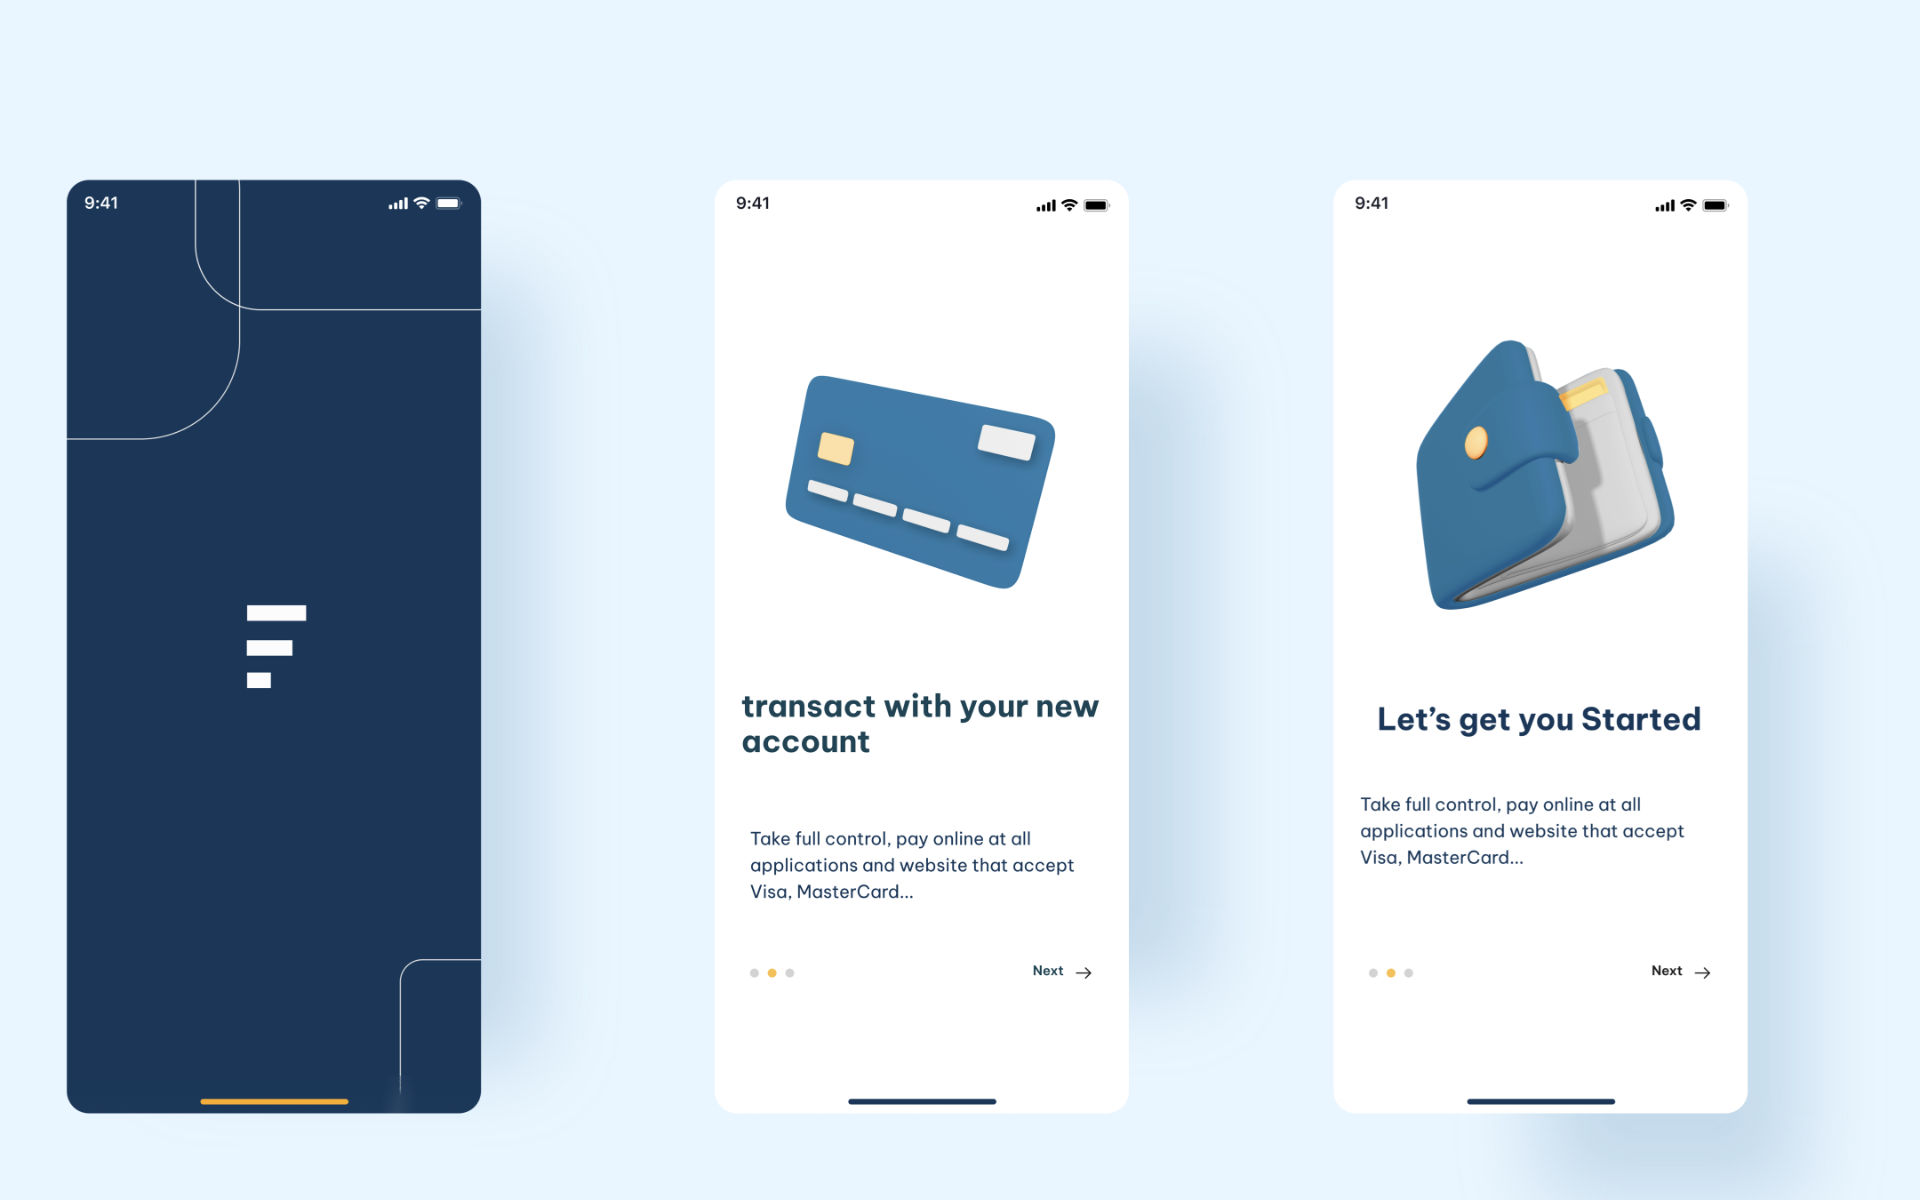 9:41
9:41
transact with your new
account
Take full control, pay online at all
applications and website that accept
Visa, MasterCard...
Next
9:41
Let’s get you Started
Take full control, pay online at all
applications and website that accept
Visa, MasterCard...
Next